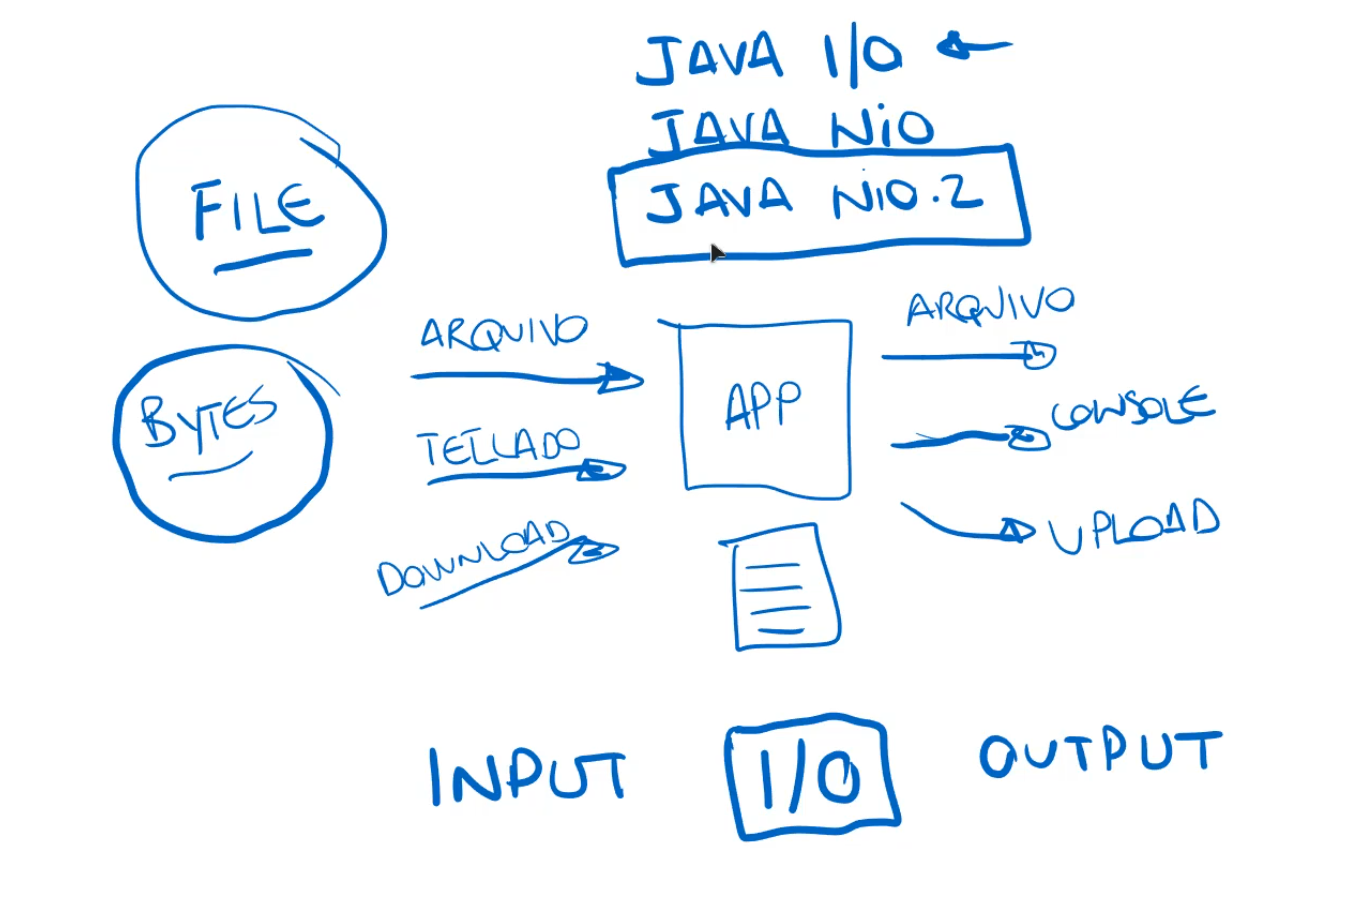 JAVA I/O
JAVA NiO
JAVA NiO.2
FILE
BYTES
ARQUIVO
TECLADO
DOWNLOAD
APP
ARQUIVO
CONSOLE
UPLOAD
INPUT
I/O
OUTPUT